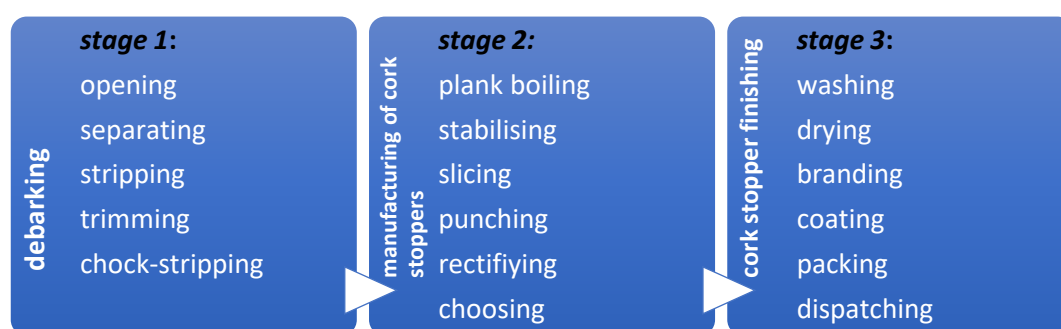 debarking
stage 1:
opening
separating
stripping
trimming
chock-stripping
manufacturing of cork
stoppers
stage 2:
plank boiling
stabilising
slicing
punching
rectifiying
choosing
cork stopper finishing
stage 3:
washing
drying
branding
coating
packing
dispatching